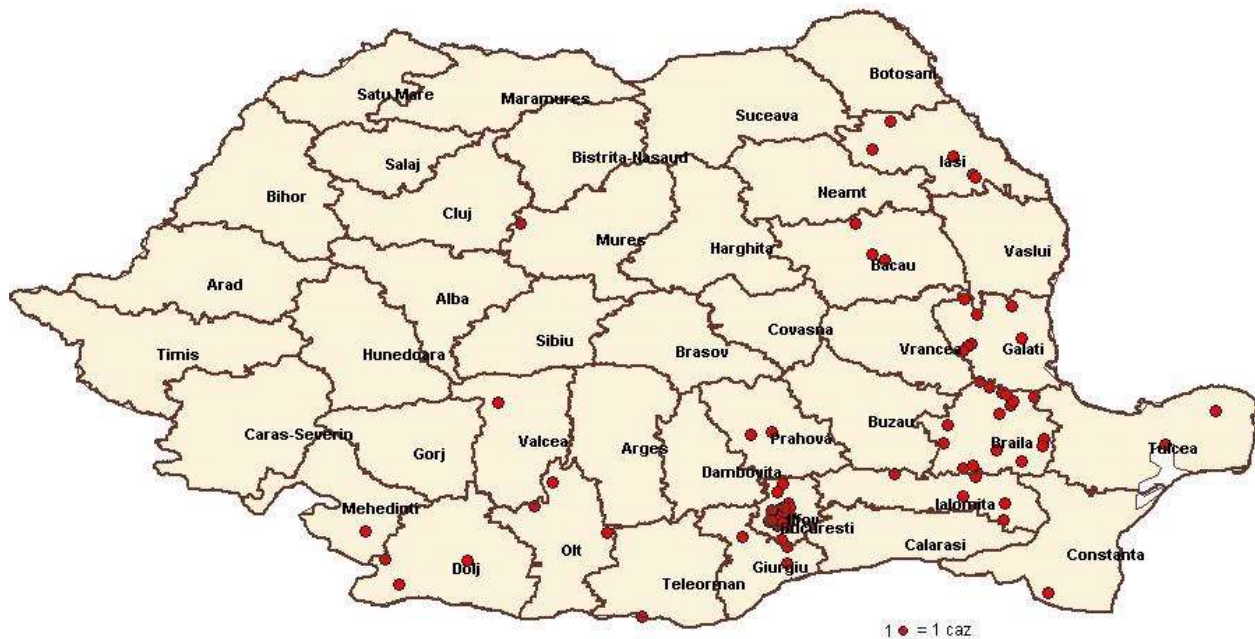 Botosani
Satu Mare
Maramures
Suceava
Bistrita-Nasaud
Salaj
Iasi
Neamt
Bihor
Cluj
Mures
Harghita
Vaslui
Bacau
Arad
Alba
Covasna
Timis
Hunedoara
Sibiu
Brasov
Vrancea
Galati
Caras-Severin
Gorj
Valcea
Arges
Prahova
Buzau
Braila
Tulcea
Dambovita
Mehedinti
Ialomita
Ilfov
Bucuresti
Olt
Dolj
Calarasi
Constanta
Giurgiu
Teleorman
1 = 1 caz